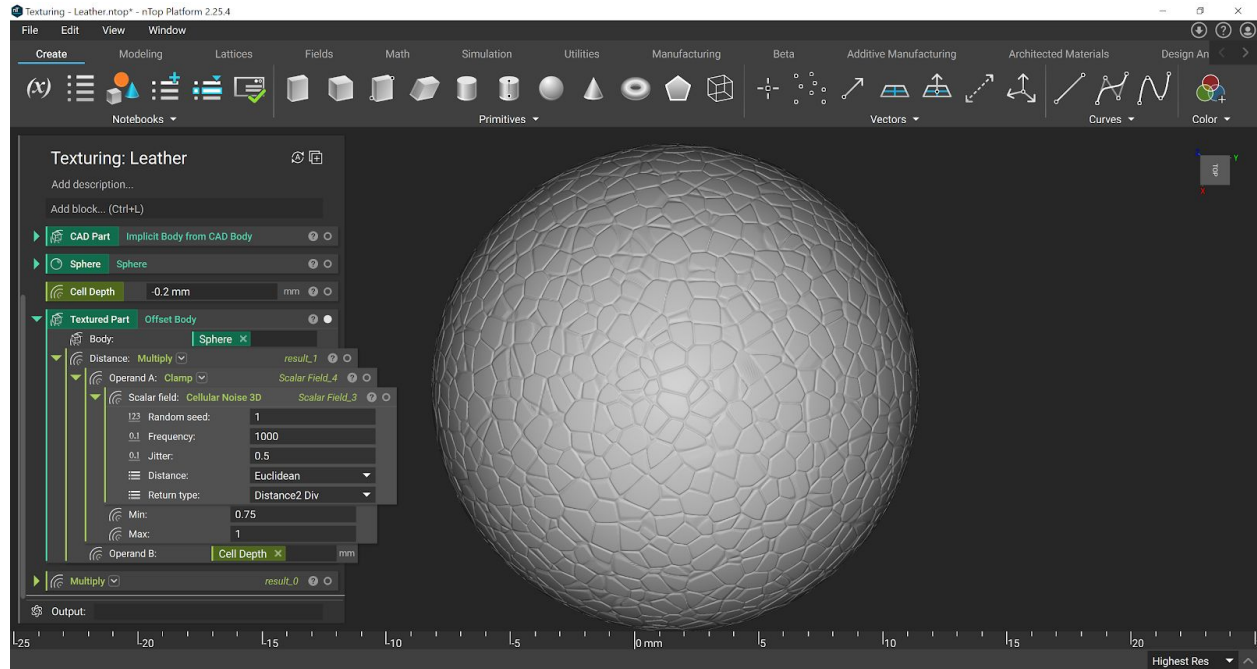 Texturing - Leather.ntop* - nTop Platform 2.25.4
File Edit View Window
Create Modeling Lattices Fields Math Simulation Utilities Manufacturing Beta Additive Manufacturing Architected Materials Design An
(x)
Notebooks Primitives Vectors Curves Color
Texturing: Leather
Add description...
Add block... (Ctrl+L)
CAD Part Implicit Body from CAD Body
Sphere Sphere
Cell Depth -0.2 mm mm
Textured Part Offset Body
Body: Sphere
Distance: Multiply result_1
Operand A: Clamp Scalar Field_4
Scalar field: Cellular Noise 3D Scalar Field_3
123 Random seed: 1
0.1 Frequency: 1000
0.1 Jitter: 0.5
Distance: Euclidean
Return type: Distance2 Div
Min: 0.75
Max: 1
Operand B: Cell Depth mm
Multiply result_0
Output:
TOP
Y
X
-25 -20 -15 -10 -5 0 mm 5 10 15 20
Highest Res